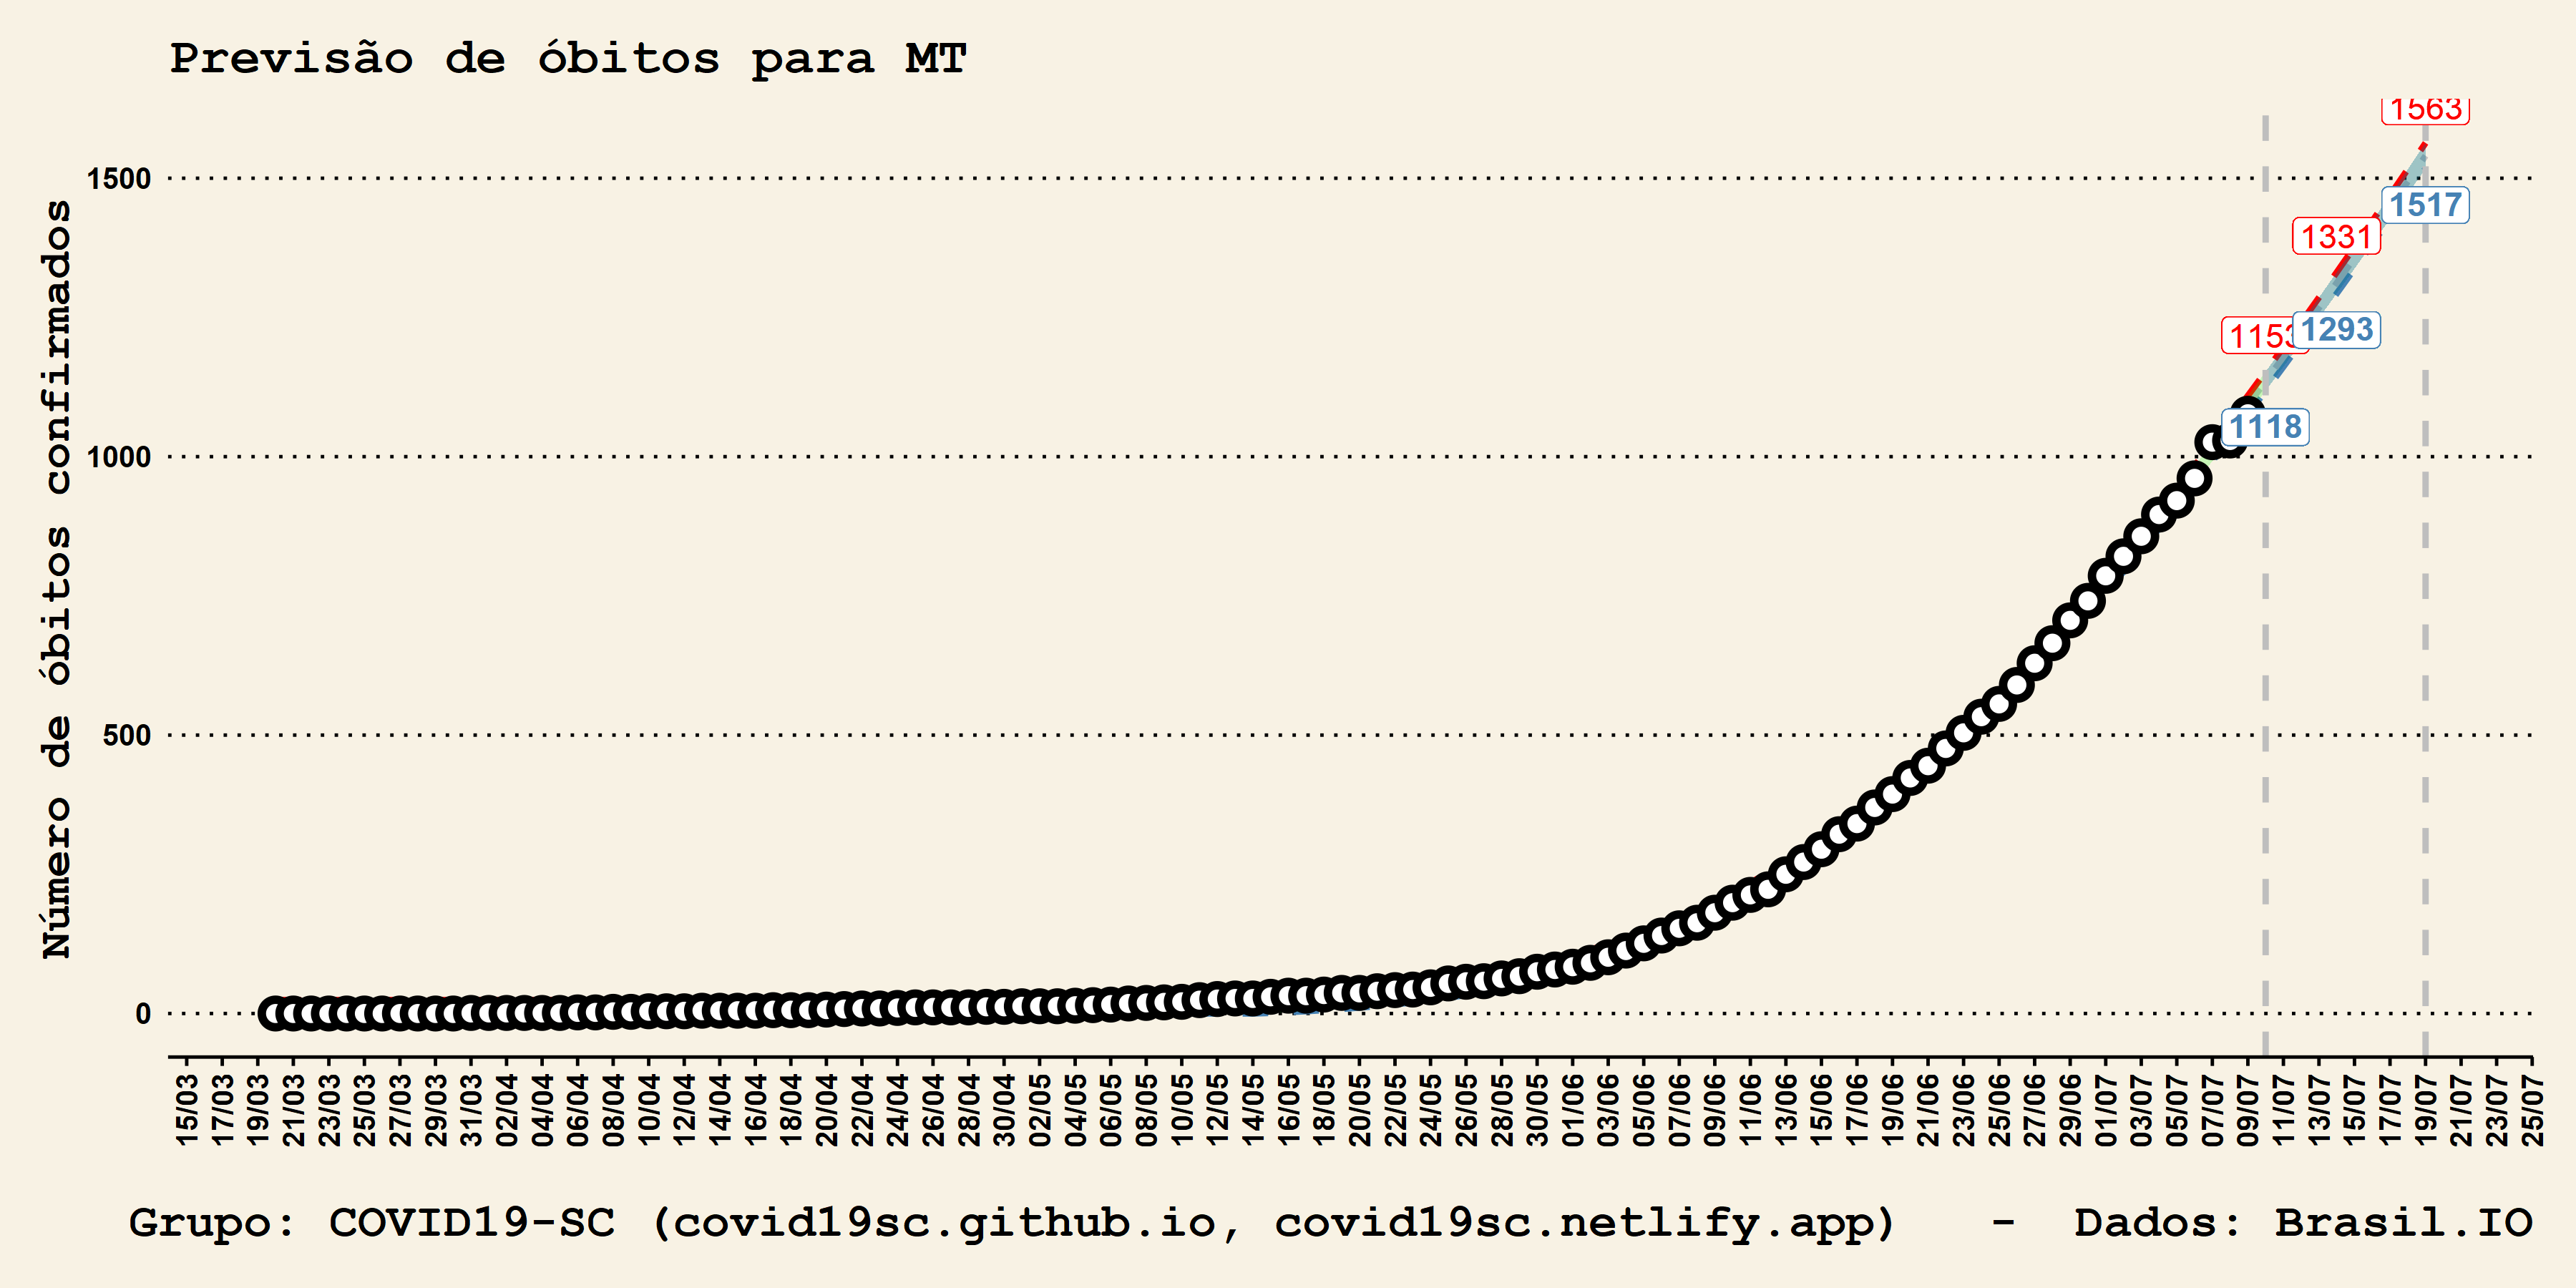 Previsão de óbitos para MT
Número de óbitos confirmados
1500
1000
500
0
1563
1517
1331
1293
1153
1118
15/03 17/03 19/03 21/03 23/03 25/03 27/03 29/03 31/03 02/04 04/04 06/04 08/04 10/04 12/04 14/04 16/04 18/04 20/04 22/04 24/04 26/04 28/04 30/04 02/05 04/05 06/05 08/05 10/05 12/05 14/05 16/05 18/05 20/05 22/05 24/05 26/05 28/05 30/05 01/06 03/06 05/06 07/06 09/06 11/06 13/06 15/06 17/06 19/06 21/06 23/06 25/06 27/06 29/06 01/07 03/07 05/07 07/07 09/07 11/07 13/07 15/07 17/07 19/07 21/07 23/07 25/07
Grupo: COVID19-SC (covid19sc.github.io, covid19sc.netlify.app) - Dados: Brasil.IO